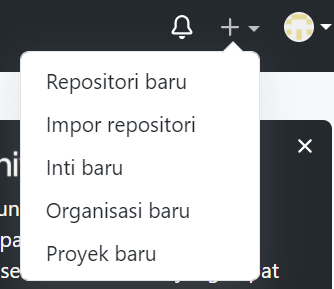 Repositori baru
Impor repositori
Inti baru
Organisasi baru
Proyek baru